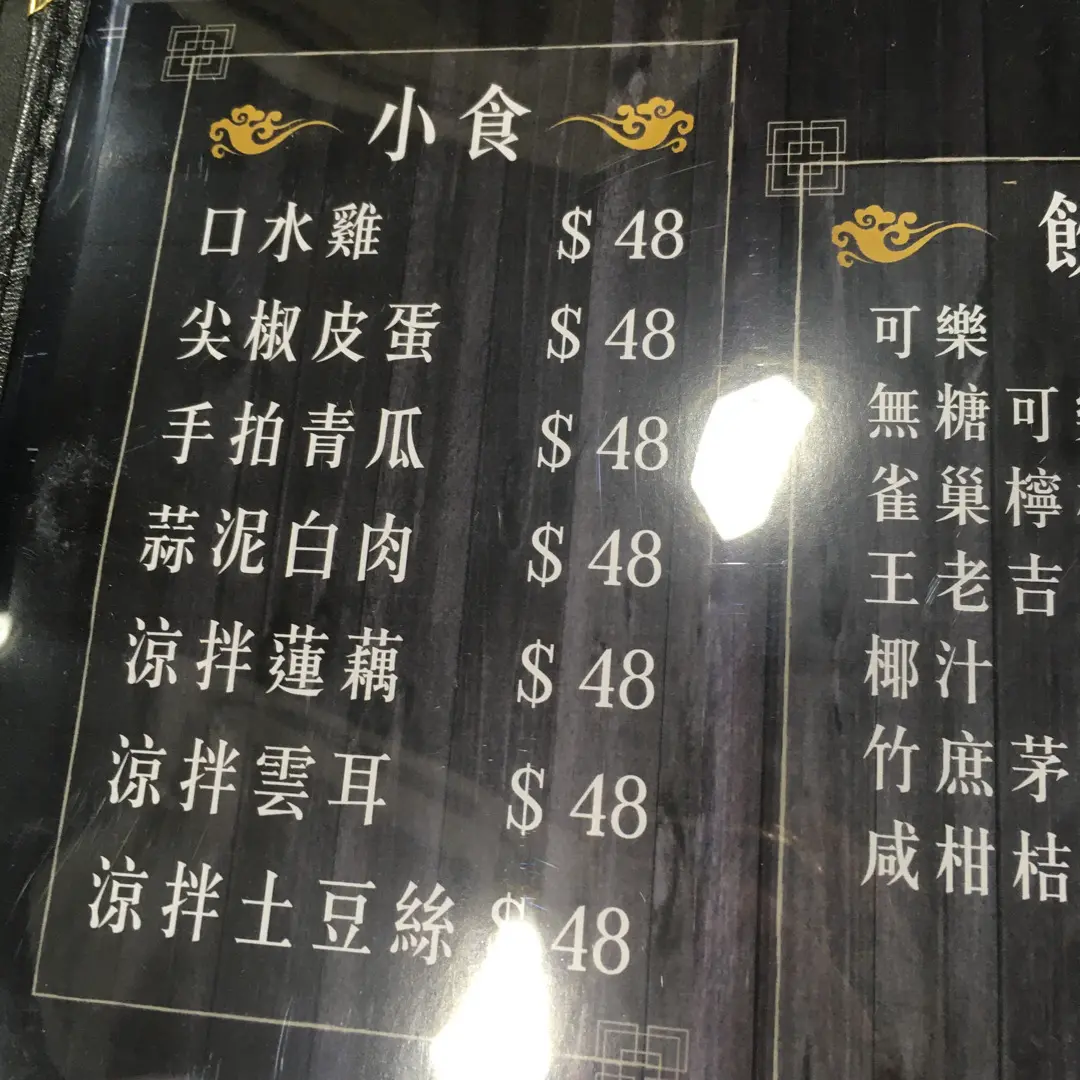 小食
口水雞 $ 48
尖椒皮蛋 $ 48
手拍青瓜 $ 48
蒜泥白肉 $ 48
涼拌蓮藕 $ 48
涼拌雲耳 $ 48
涼拌土豆絲 $ 48
飲
可樂
無糖可
雀巢檸
王老吉
椰汁
竹庶茅
咸柑桔